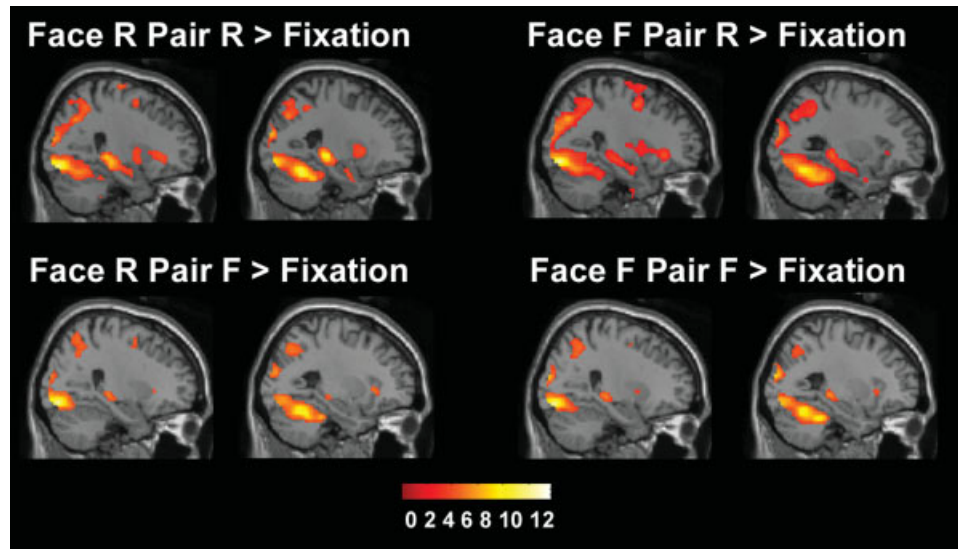 Face R Pair R > Fixation
Face F Pair R > Fixation
Face R Pair F > Fixation
Face F Pair F > Fixation
0 2 4 6 8 10 12